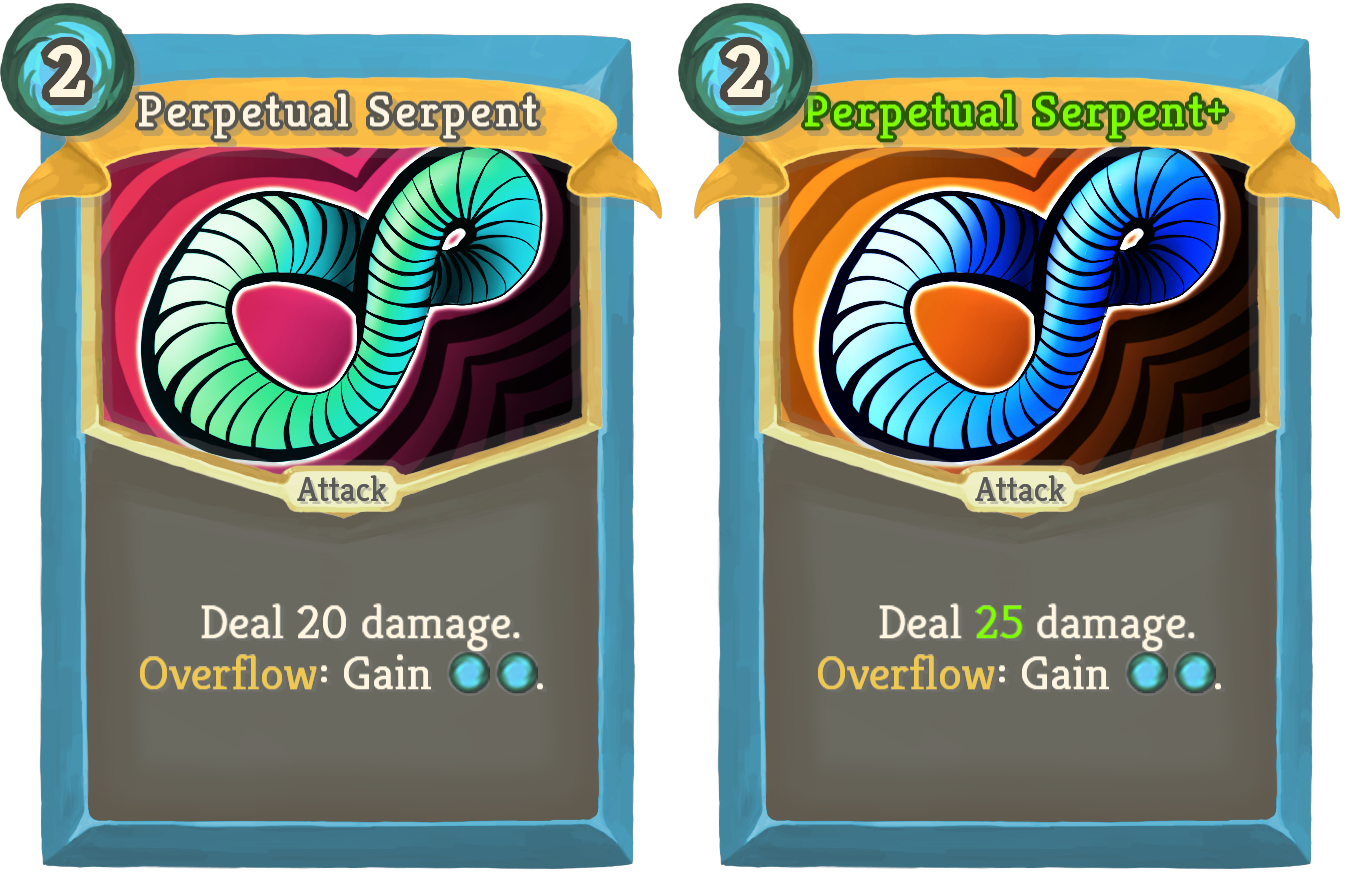 2
Perpetual Serpent
Attack
Deal 20 damage.
Overflow: Gain .
2
Perpetual Serpent+
Attack
Deal 25 damage.
Overflow: Gain .